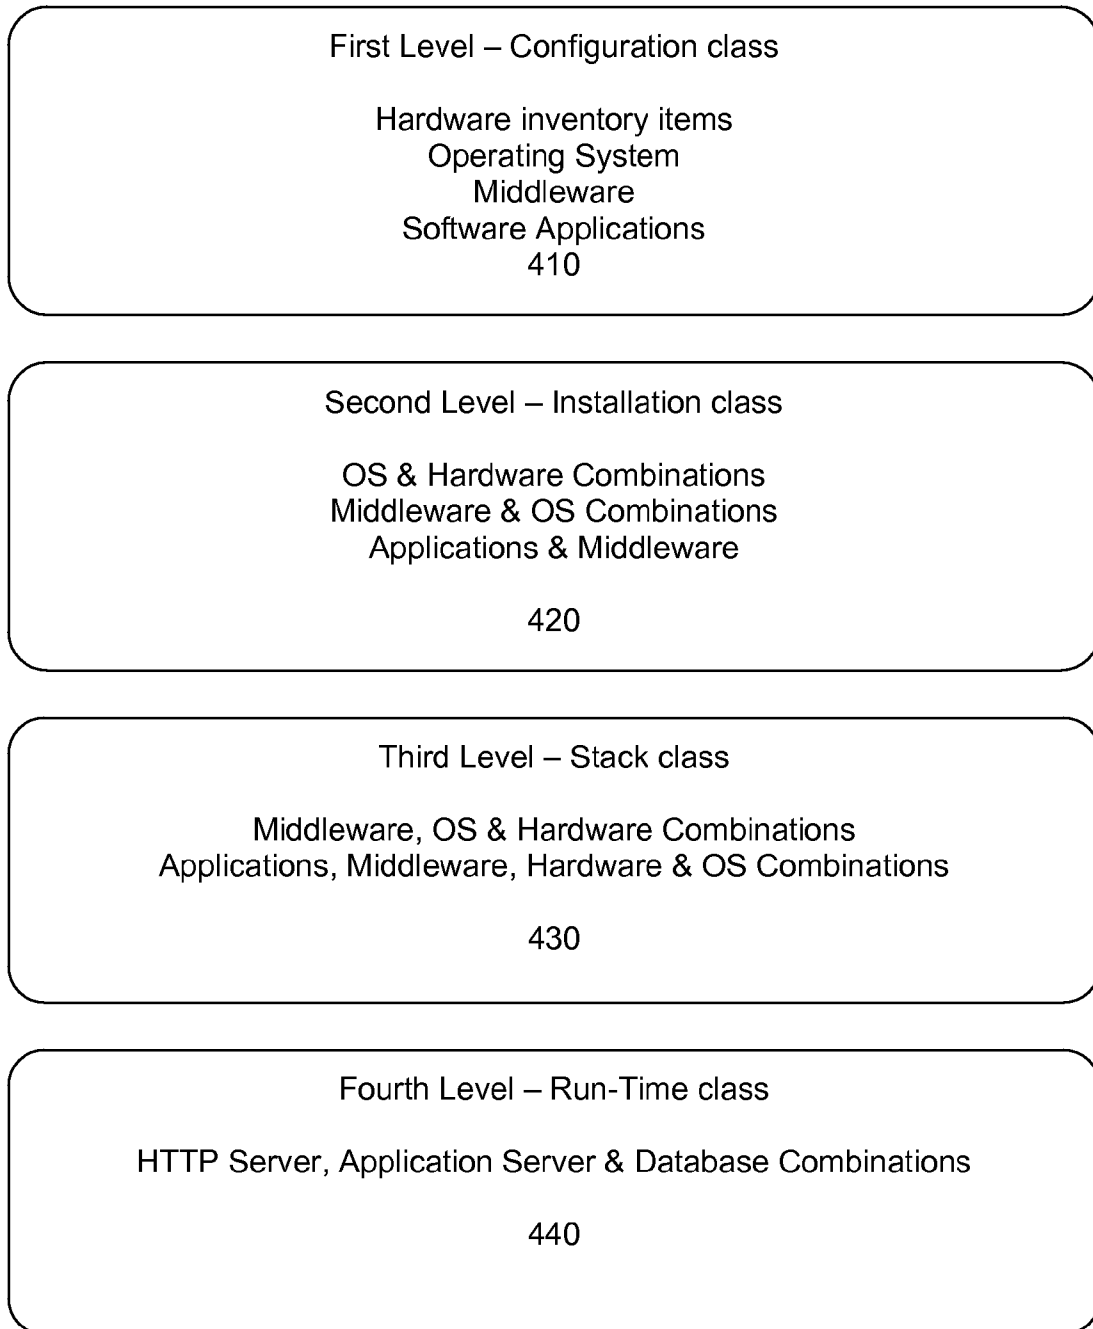 First Level – Configuration class
Hardware inventory items
Operating System
Middleware
Software Applications
410
Second Level – Installation class
OS & Hardware Combinations
Middleware & OS Combinations
Applications & Middleware
420
Third Level – Stack class
Middleware, OS & Hardware Combinations
Applications, Middleware, Hardware & OS Combinations
430
Fourth Level – Run-Time class
HTTP Server, Application Server & Database Combinations
440